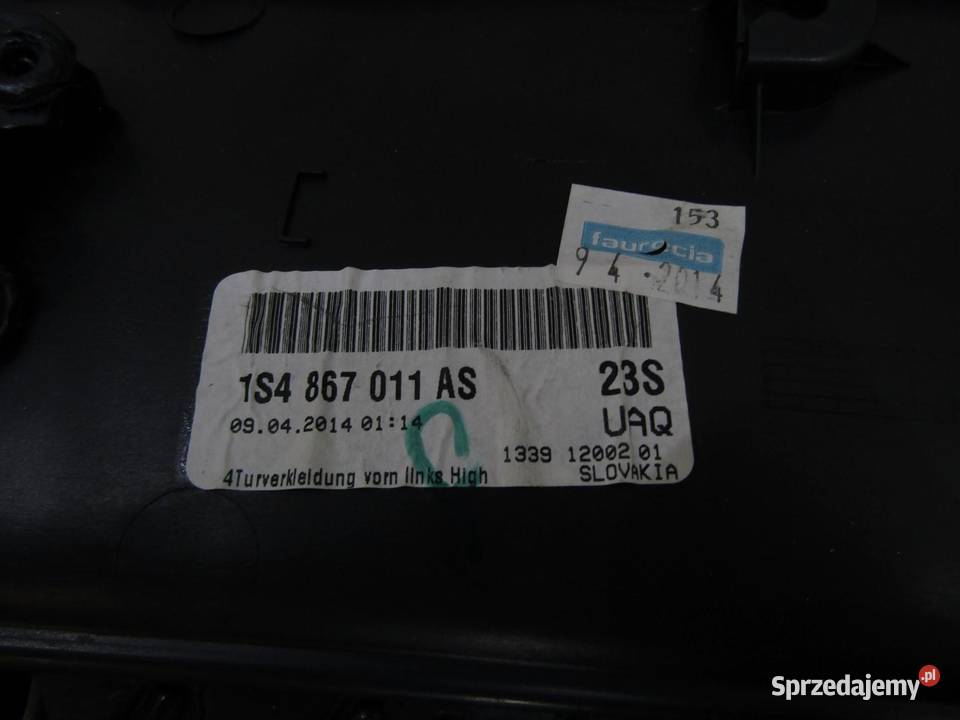 153
faurecia
9 4 .2014
1S4 867 011 AS 23S
09.04.2014 01:14 UAQ
1339 12002 01
4Turverkleidung vorn links High SLOVAKIA
Sprzedajemy.pl